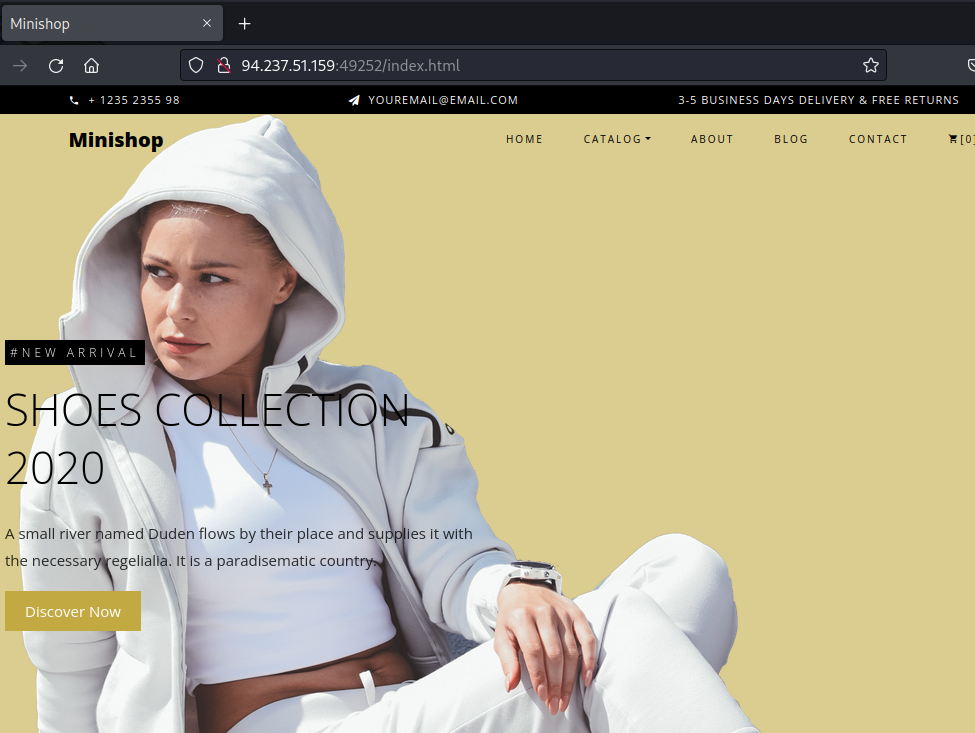 Minishop
94.237.51.159:49252/index.html
+ 1235 2355 98 YOUREMAIL@EMAIL.COM 3-5 BUSINESS DAYS DELIVERY & FREE RETURNS
Minishop HOME CATALOG ABOUT BLOG CONTACT [0]
#NEW ARRIVAL
SHOES COLLECTION
2020
A small river named Duden flows by their place and supplies it with
the necessary regelialia. It is a paradisematic country.
Discover Now